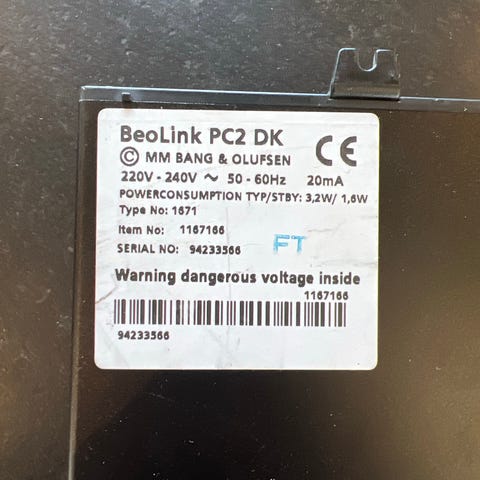 BeoLink PC2 DK
© MM BANG & OLUFSEN CE
220V - 240V ~ 50 - 60Hz 20mA
POWERCONSUMPTION TYP/STBY: 3,2W/ 1,6W
Type No: 1671
Item No: 1167166
SERIAL NO: 94233566 FT
Warning dangerous voltage inside
1167166
94233566